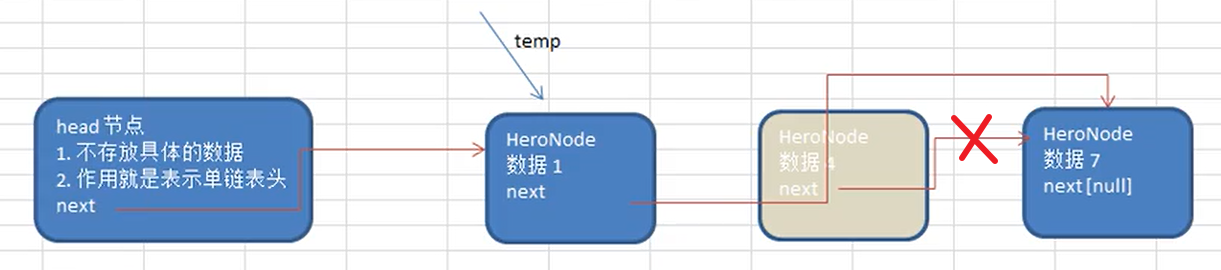 temp
head 节点
1. 不存放具体的数据
2. 作用就是表示单链表头
next
HeroNode
数据 1
next
HeroNode
数据 4
next
HeroNode
数据 7
next [null]